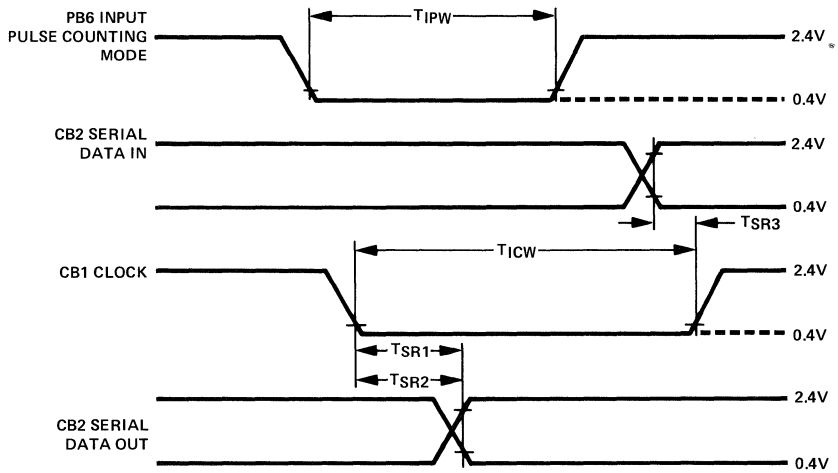 PB6 INPUT
PULSE COUNTING
MODE
TIPW
2.4V
0.4V
CB2 SERIAL
DATA IN
2.4V
0.4V
TSR3
TICW
CB1 CLOCK
2.4V
0.4V
TSR1
TSR2
2.4V
CB2 SERIAL
DATA OUT
0.4V